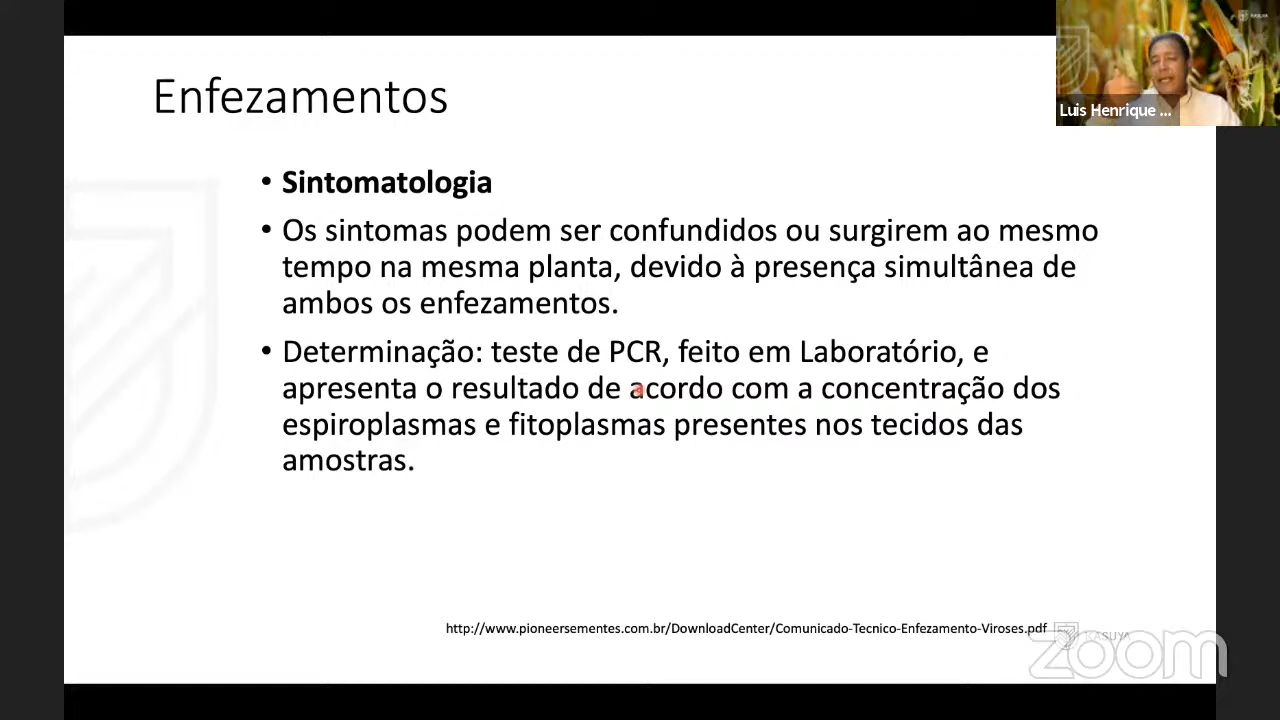 Enfezamentos
Luis Henrique ...
• Sintomatologia
• Os sintomas podem ser confundidos ou surgirem ao mesmo
tempo na mesma planta, devido à presença simultânea de
ambos os enfezamentos.
• Determinação: teste de PCR, feito em Laboratório, e
apresenta o resultado de acordo com a concentração dos
espiroplasmas e fitoplasmas presentes nos tecidos das
amostras.
http://www.pioneersementes.com.br/DownloadCenter/Comunicado-Tecnico-Enfezamento-Viroses.pdf
KASUYA
zoom